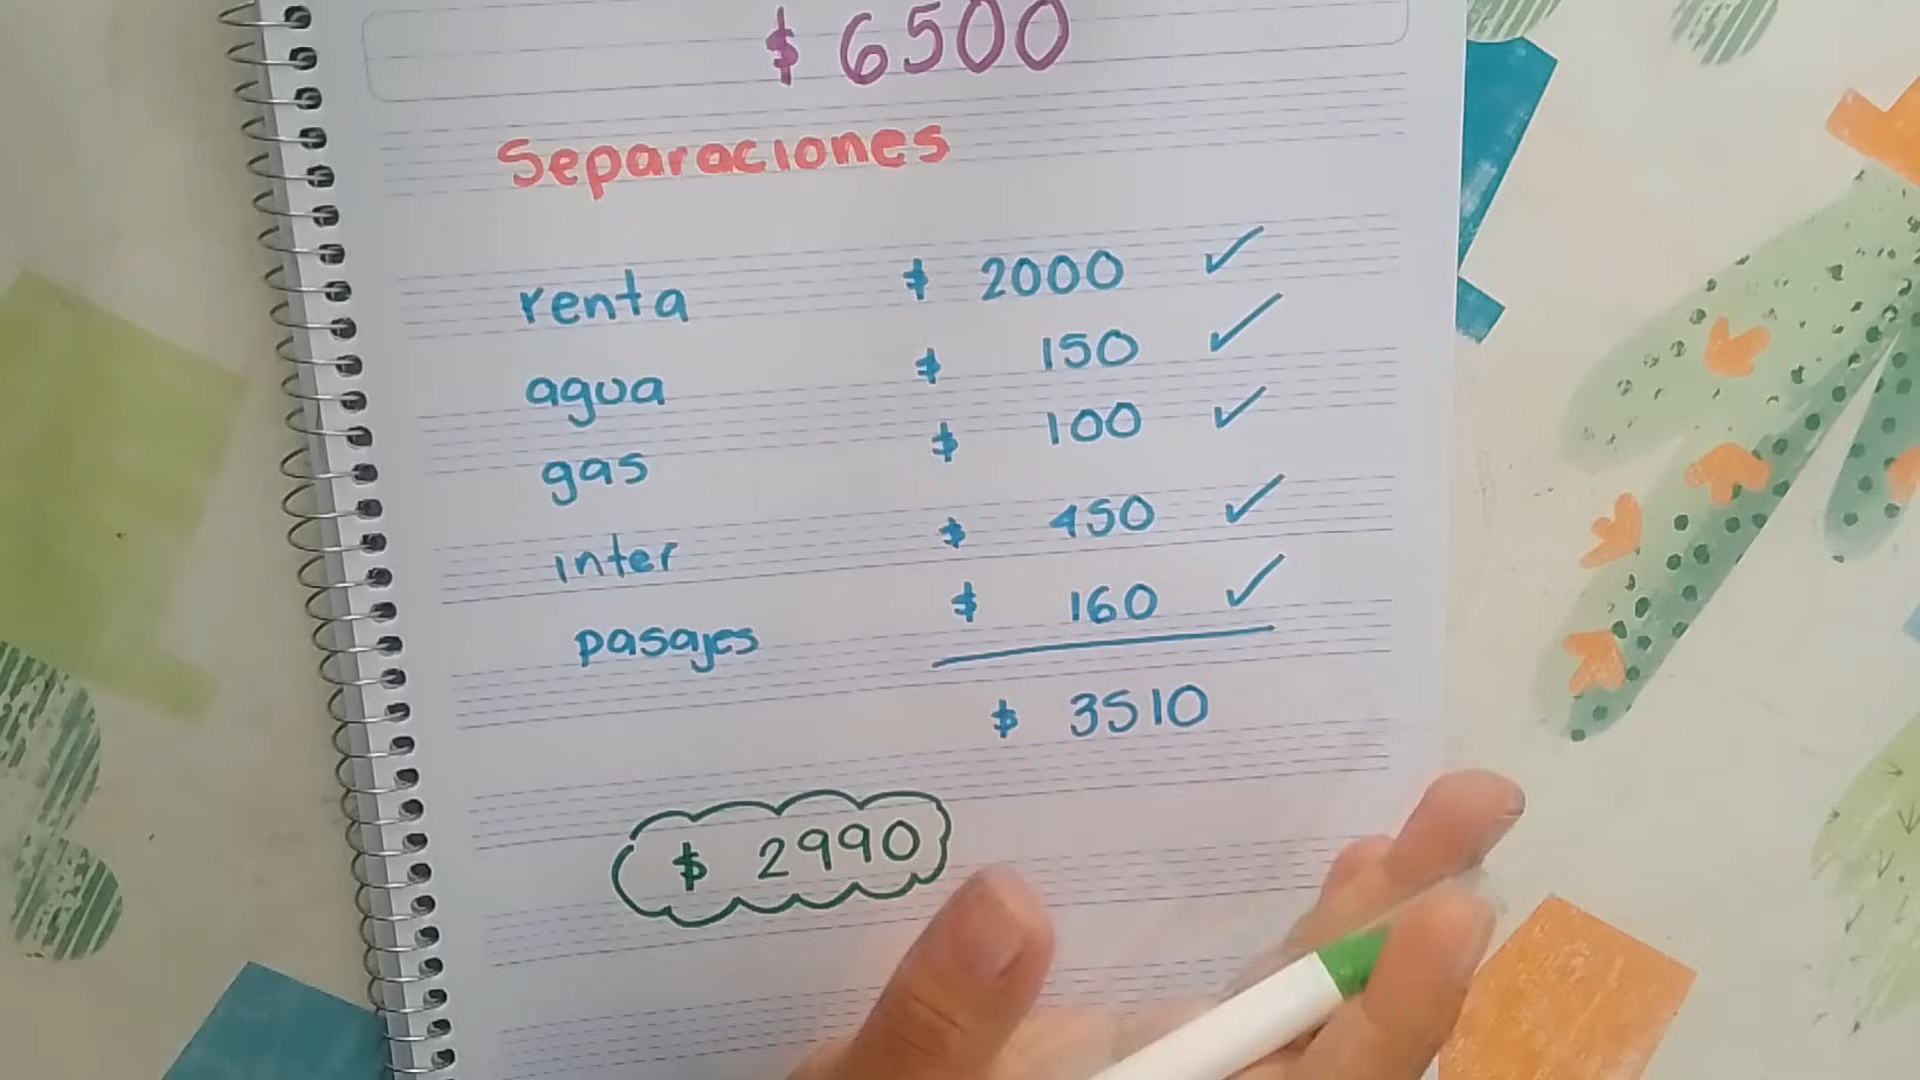 $ 6500
Separaciones
renta $ 2000 ✓
agua $ 150 ✓
gas $ 100 ✓
inter $ 450 ✓
pasajes $ 160 ✓
$ 3510
$ 2990